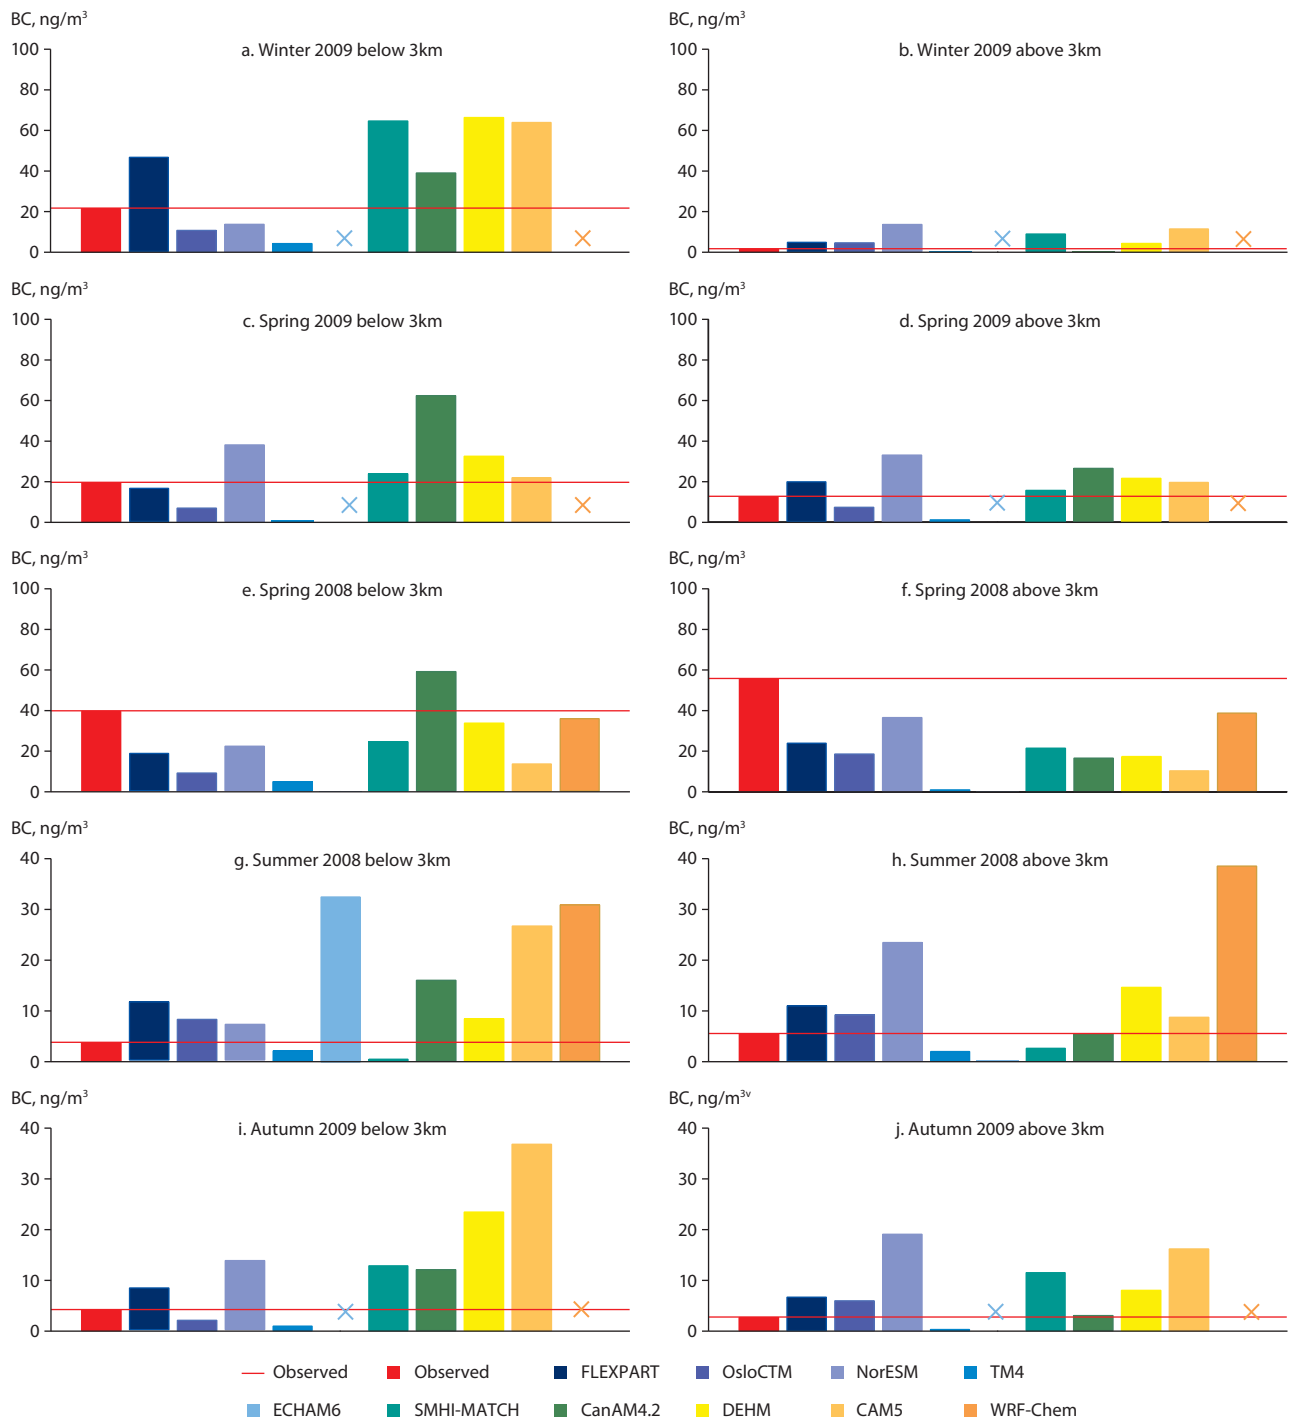 BC, ng/m³
BC, ng/m³
a. Winter 2009 below 3km
b. Winter 2009 above 3km
100
80
60
40
20
0
100
80
60
40
20
0
BC, ng/m³
BC, ng/m³
c. Spring 2009 below 3km
d. Spring 2009 above 3km
100
80
60
40
20
0
100
80
60
40
20
0
BC, ng/m³
BC, ng/m³
e. Spring 2008 below 3km
f. Spring 2008 above 3km
100
80
60
40
20
0
100
80
60
40
20
0
BC, ng/m³
BC, ng/m³
g. Summer 2008 below 3km
h. Summer 2008 above 3km
40
30
20
10
0
40
30
20
10
0
BC, ng/m³
BC, ng/m³ᵛ
i. Autumn 2009 below 3km
j. Autumn 2009 above 3km
40
30
20
10
0
40
30
20
10
0
Observed Observed FLEXPART OsloCTM NorESM TM4
ECHAM6 SMHI-MATCH CanAM4.2 DEHM CAM5 WRF-Chem